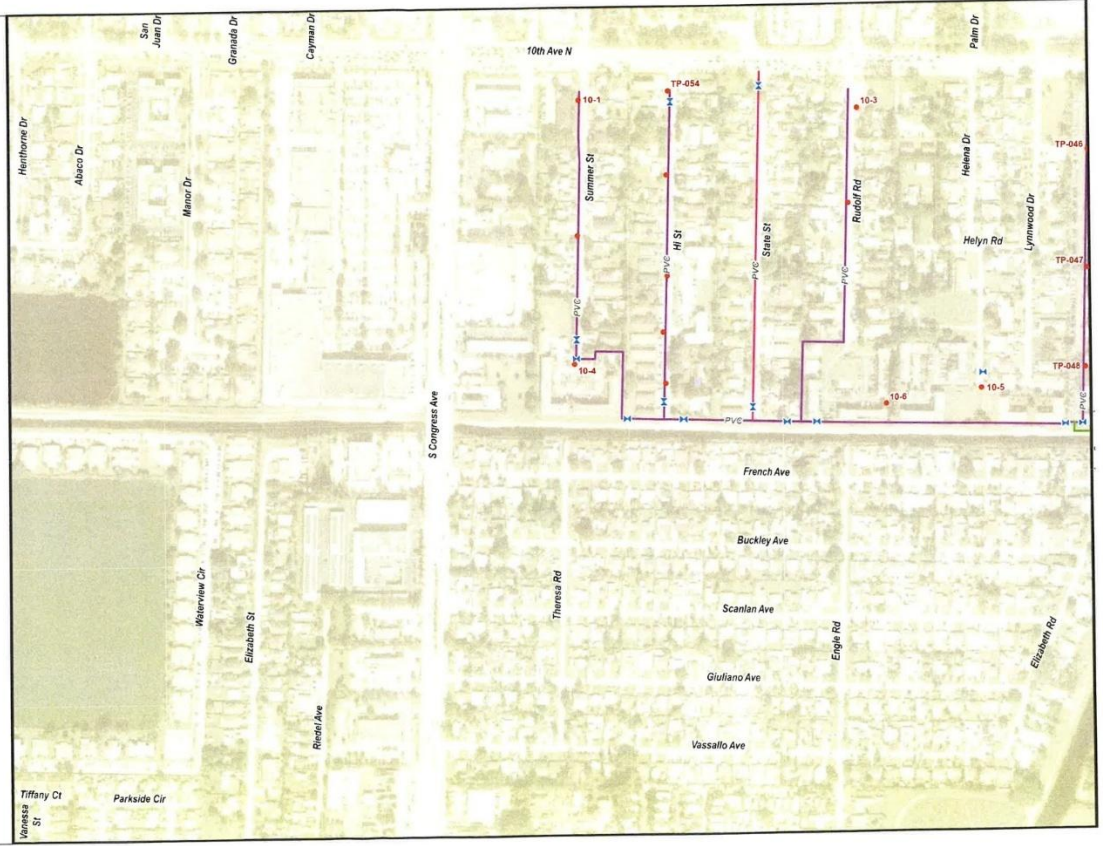 San
Juan Dr
Granada Dr
Cayman Dr
10th Ave N
Palm Dr
Henthorne Dr
Abaco Dr
Manor Dr
10-1
Summer St
TP-054
Hi St
State St
10-3
Rudolf Rd
Helena Dr
Helyn Rd
Lynnwood Dr
TP-046
TP-047
TP-048
PVC
PVC
PVC
PVC
PVC
PVC
10-4
10-6
10-5
S Congress Ave
French Ave
Buckley Ave
Theresa Rd
Scanlan Ave
Engle Rd
Elizabeth Rd
Giuliano Ave
Vassallo Ave
Waterview Cir
Elizabeth St
Riedel Ave
Tiffany Ct
Parkside Cir
Vanessa
St